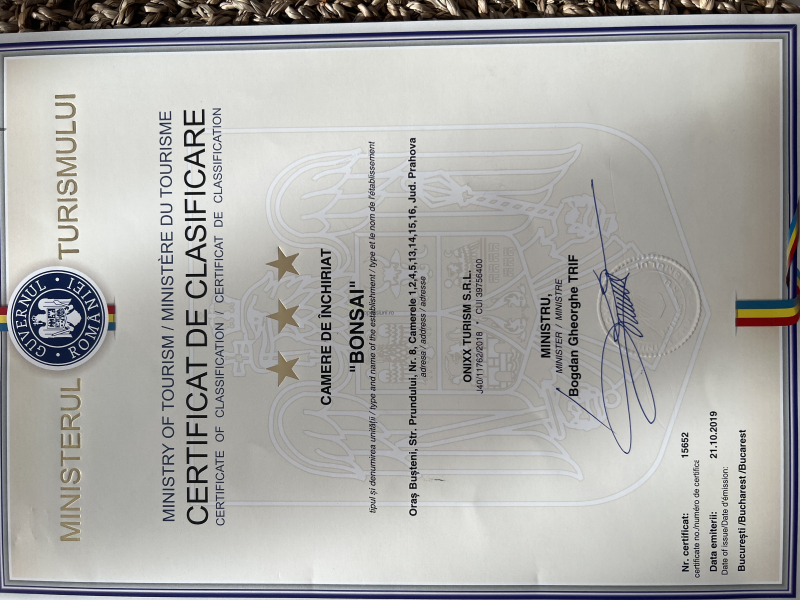 MINISTERUL TURISMULUI
GUVERNUL ROMÂNIEI
MINISTRY OF TOURISM / MINISTÈRE DU TOURISME
CERTIFICAT DE CLASIFICARE
CERTIFICATE OF CLASSIFICATION / CERTIFICAT DE CLASSIFICATION
CAMERE DE ÎNCHIRIAT
"BONSAI"
tipul și denumirea unității / type and name of the establishment / type et le nom de l'établissement
Oraș Bușteni, Str. Prundului, Nr. 8, Camerele 1,2,4,5,13,14,15,16, Jud. Prahova
adresa / address / adresse
ONIXX TURISM S.R.L.
J40/11762/2018 * CUI 39756400
MINISTRU,
MINISTER / MINISTRE
Bogdan Gheorghe TRIF
Nr. certificat: 15652
certificate no./numéro de certifica
Data emiterii: 21.10.2019
Date of issue/Date d'émission:
București /Bucharest /Bucarest